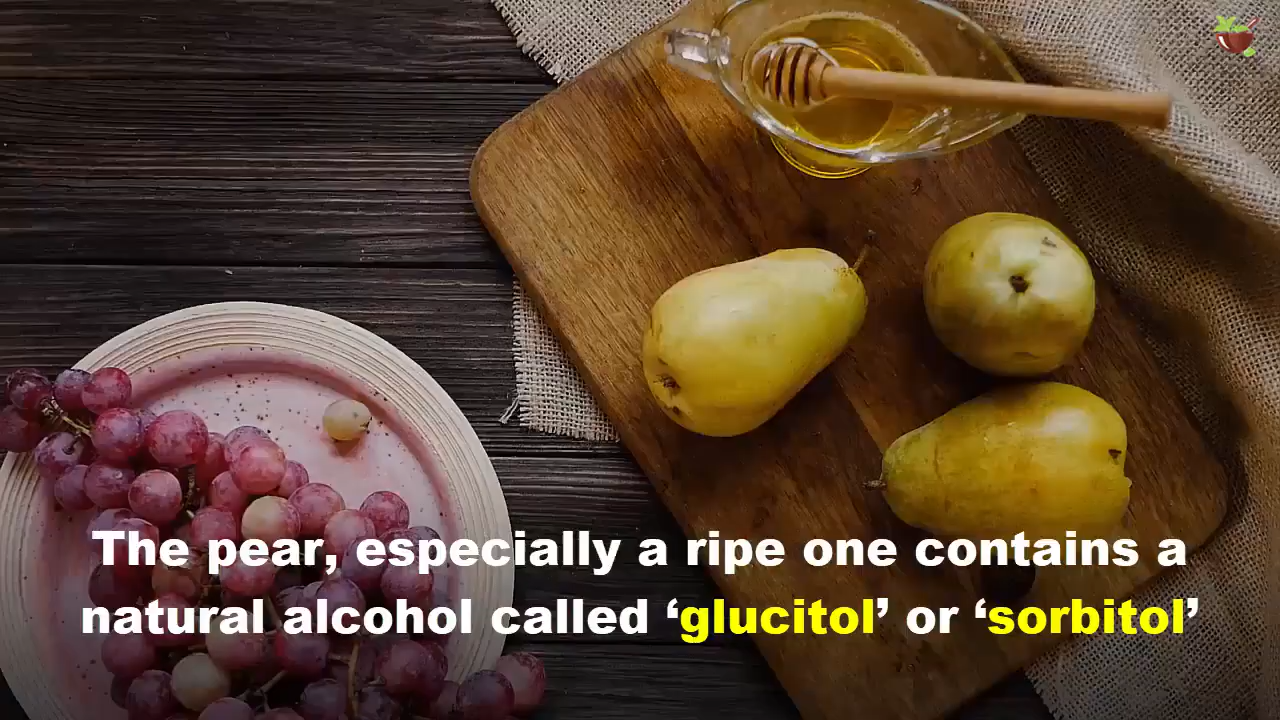 The pear, especially a ripe one contains a
natural alcohol called ‘glucitol’ or ‘sorbitol’